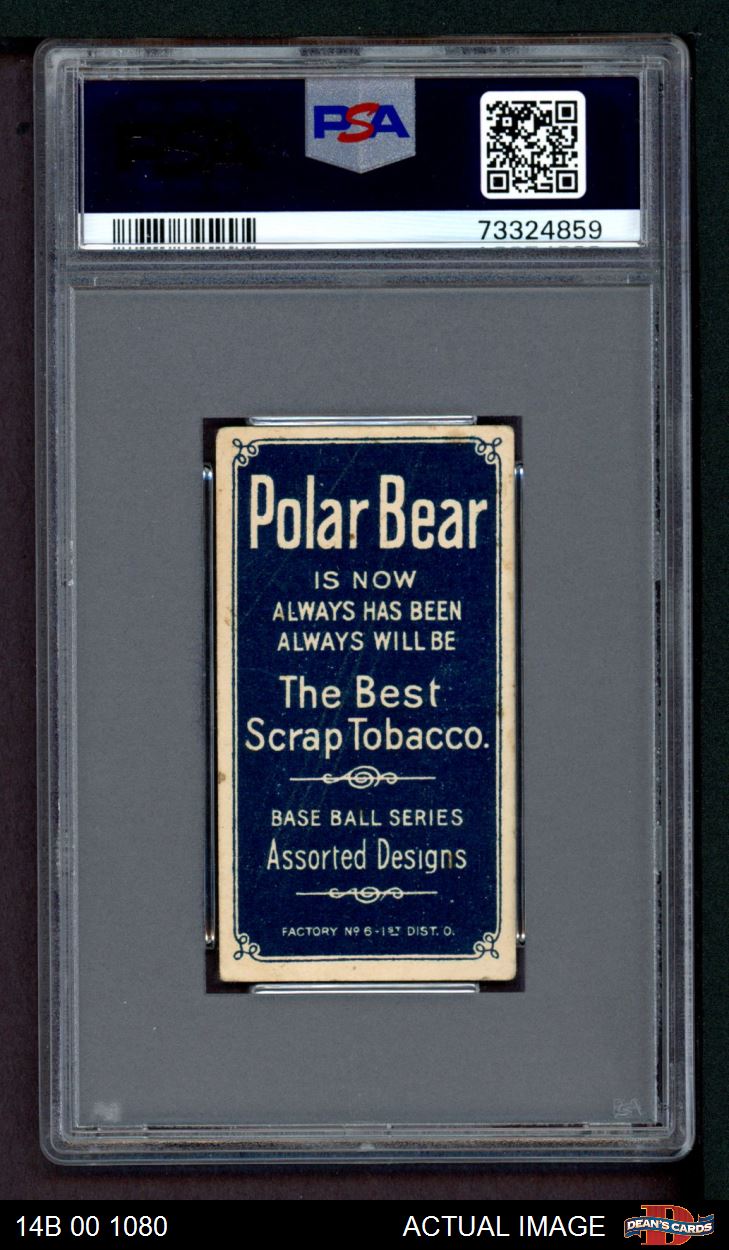 PSA
73324859
Polar Bear
IS NOW
ALWAYS HAS BEEN
ALWAYS WILL BE
The Best
Scrap Tobacco.
BASE BALL SERIES
Assorted Designs
FACTORY Nº 6 - 1ST DIST. O.
PSA
14B 00 1080 ACTUAL IMAGE DEAN'S CARDS